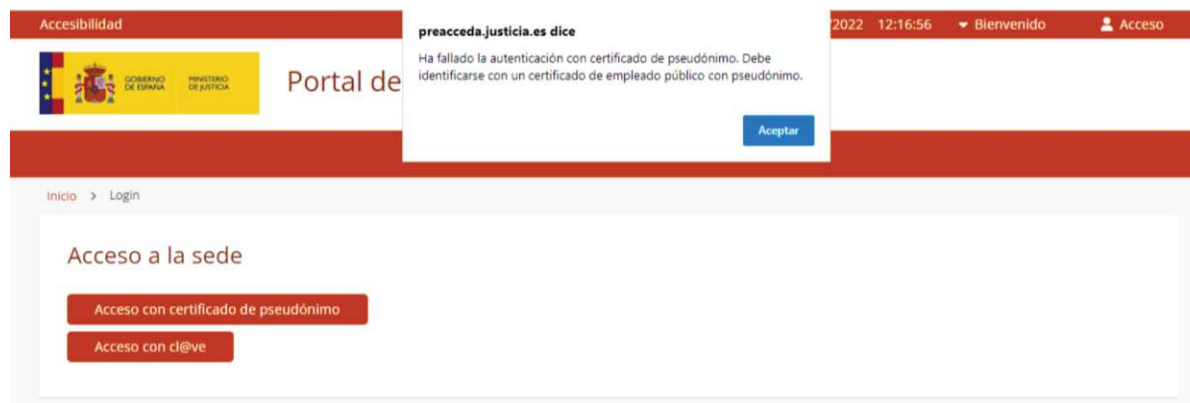 Accesibilidad
/2022 12:16:56
Bienvenido
Acceso
preacceda.justicia.es dice
Ha fallado la autenticación con certificado de pseudónimo. Debe
identificarse con un certificado de empleado público con pseudónimo.
Aceptar
GOBIERNO
DE ESPAÑA
MINISTERIO
DE JUSTICIA
Portal de
Inicio > Login
Acceso a la sede
Acceso con certificado de pseudónimo
Acceso con cl@ve